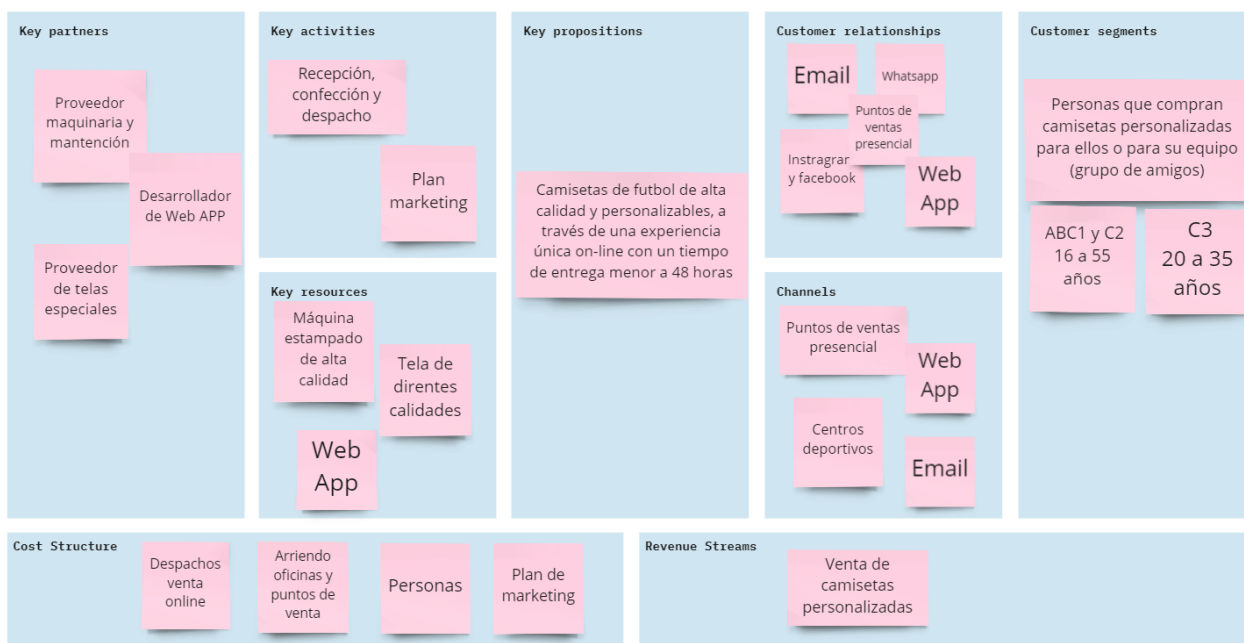 Key partners
Proveedor
maquinaria y
mantención
Desarrollador
de Web APP
Proveedor
de telas
especiales
Key activities
Recepción,
confección y
despacho
Plan
marketing
Key resources
Máquina
estampado
de alta
calidad
Tela de
direntes
calidades
Web
App
Key propositions
Camisetas de futbol de alta
calidad y personalizables, a
través de una experiencia
única on-line con un tiempo
de entrega menor a 48 horas
Customer relationships
Email
Whatsapp
Puntos de
ventas
presencial
Instragram
y facebook
Web
App
Channels
Puntos de ventas
presencial
Web
App
Centros
deportivos
Email
Customer segments
Personas que compran
camisetas personalizadas
para ellos o para su equipo
(grupo de amigos)
ABC1 y C2
16 a 55
años
C3
20 a 35
años
Cost Structure
Despachos
venta
online
Arriendo
oficinas y
puntos de
venta
Personas
Plan de
marketing
Revenue Streams
Venta de
camisetas
personalizadas